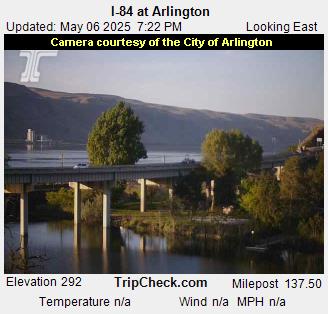 I-84 at Arlington
Updated: May 06 2025 7:22 PM Looking East
Camera courtesy of the City of Arlington
Elevation 292 TripCheck.com Milepost 137.50
Temperature n/a Wind n/a MPH n/a